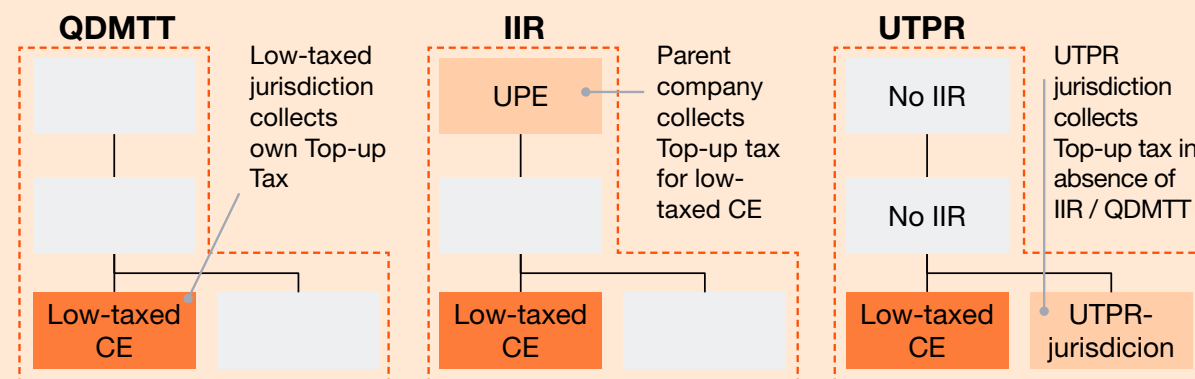 QDMTT
Low-taxed
jurisdiction
collects
own Top-up
Tax
Low-taxed
CE
IIR
UPE
Parent
company
collects
Top-up tax
for low-
taxed CE
Low-taxed
CE
UTPR
No IIR
No IIR
UTPR
jurisdiction
collects
Top-up tax in
absence of
IIR / QDMTT
Low-taxed
CE
UTPR-
jurisdicion